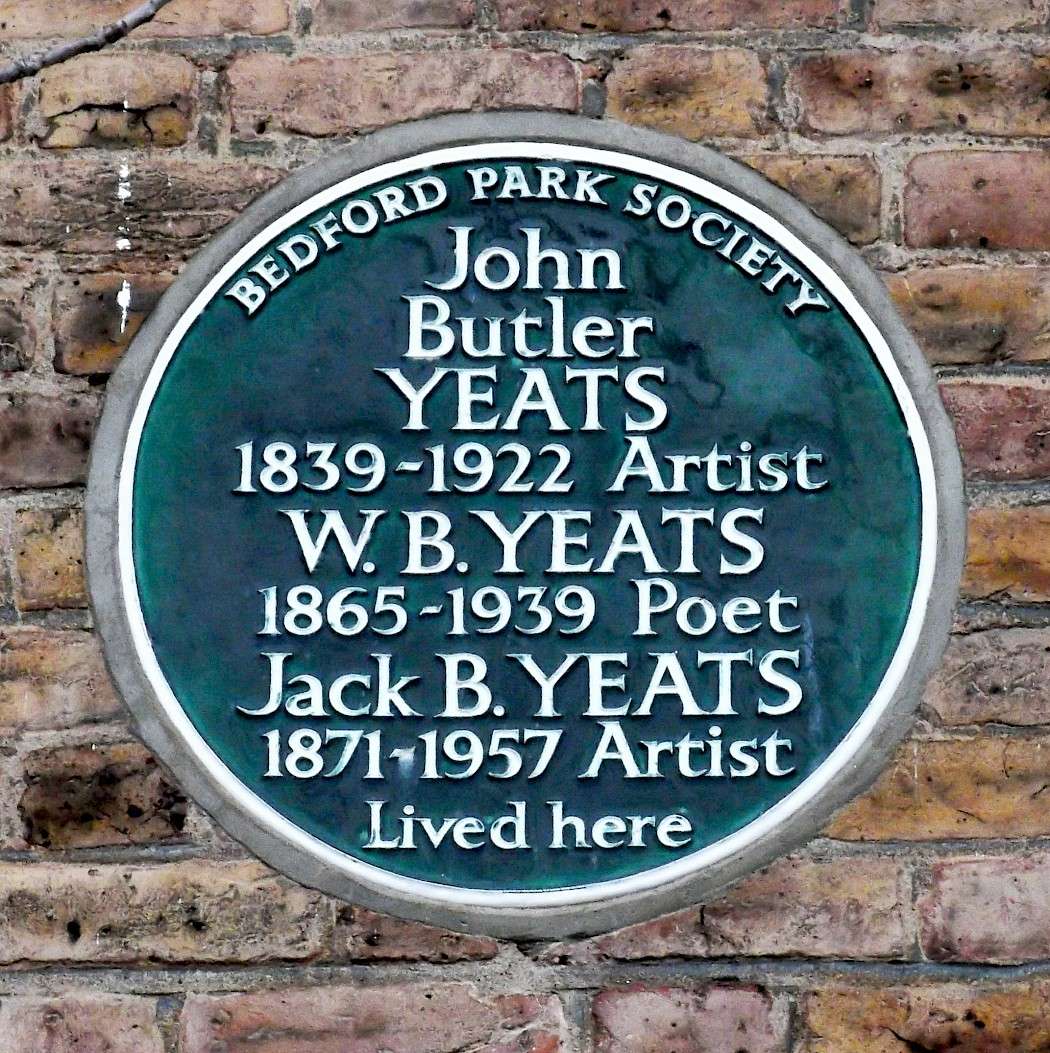 BEDFORD PARK SOCIETY
John
Butler
YEATS
1839-1922 Artist
W. B. YEATS
1865-1939 Poet
Jack B. YEATS
1871-1957 Artist
Lived here